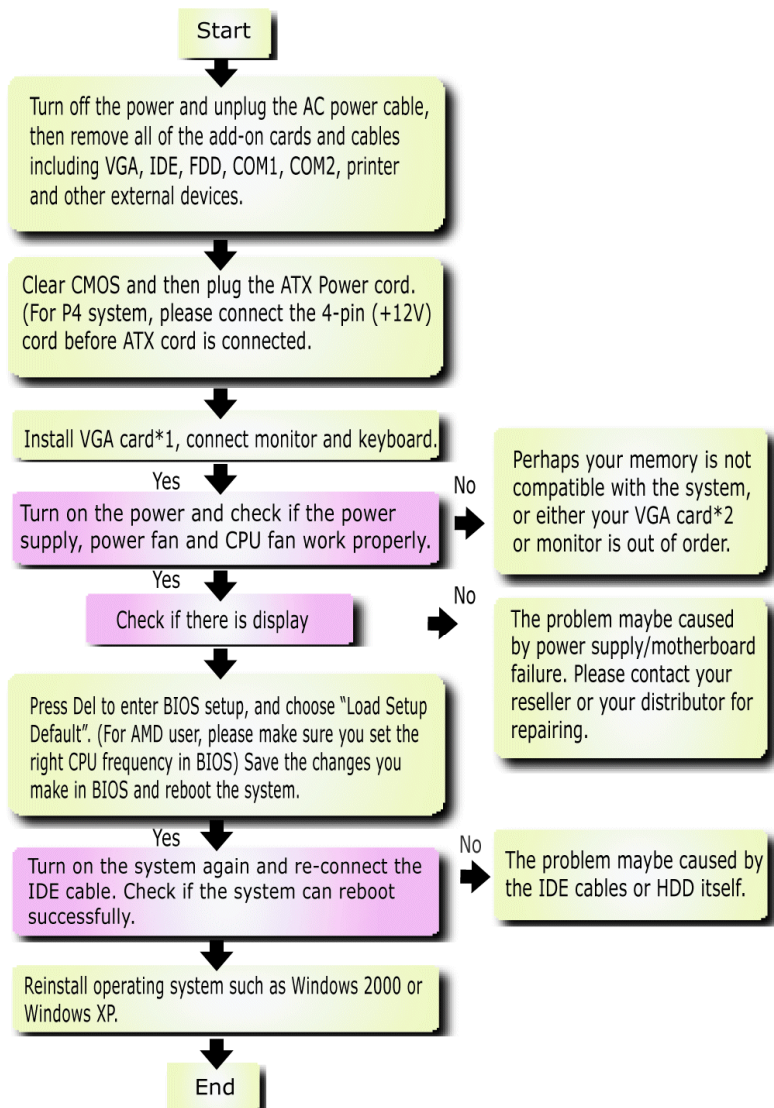 Start
Turn off the power and unplug the AC power cable,
then remove all of the add-on cards and cables
including VGA, IDE, FDD, COM1, COM2, printer
and other external devices.
Clear CMOS and then plug the ATX Power cord.
(For P4 system, please connect the 4-pin (+12V)
cord before ATX cord is connected.
Install VGA card*1, connect monitor and keyboard.
Yes
Turn on the power and check if the power
supply, power fan and CPU fan work properly.
No
Perhaps your memory is not
compatible with the system,
or either your VGA card*2
or monitor is out of order.
Yes
Check if there is display
No
The problem maybe caused
by power supply/motherboard
failure. Please contact your
reseller or your distributor for
repairing.
Press Del to enter BIOS setup, and choose “Load Setup
Default”. (For AMD user, please make sure you set the
right CPU frequency in BIOS) Save the changes you
make in BIOS and reboot the system.
Yes
Turn on the system again and re-connect the
IDE cable. Check if the system can reboot
successfully.
No
The problem maybe caused by
the IDE cables or HDD itself.
Reinstall operating system such as Windows 2000 or
Windows XP.
End